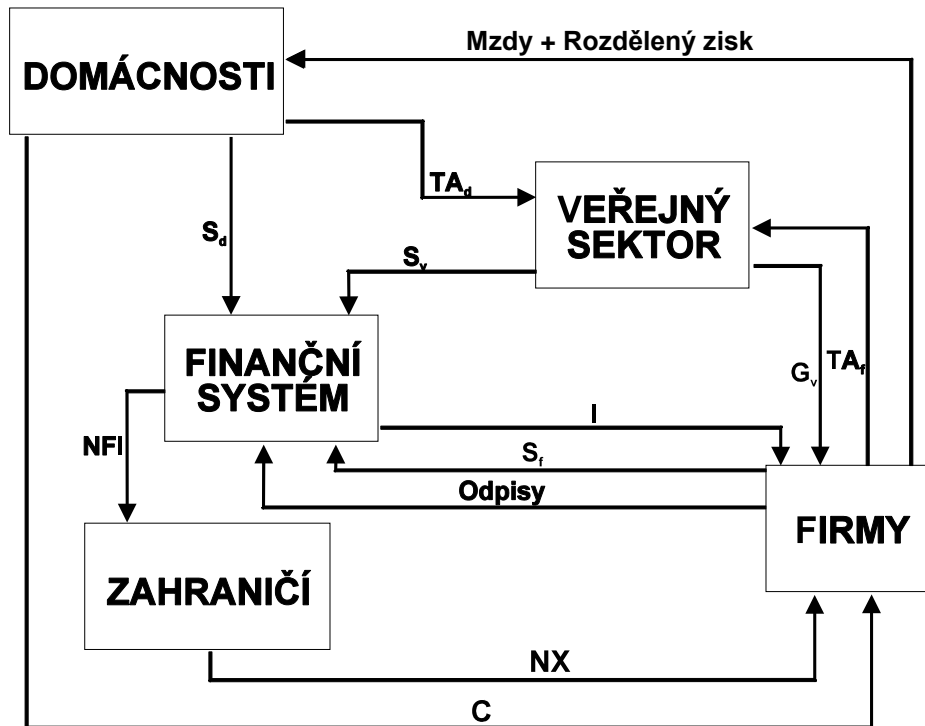 Mzdy + Rozdělený zisk
DOMÁCNOSTI
TAd
VEŘEJNÝ
SEKTOR
Sd
Sv
FINANČNÍ
SYSTÉM
TAf
Gv
I
NFI
Sf
Odpisy
FIRMY
ZAHRANIČÍ
NX
C